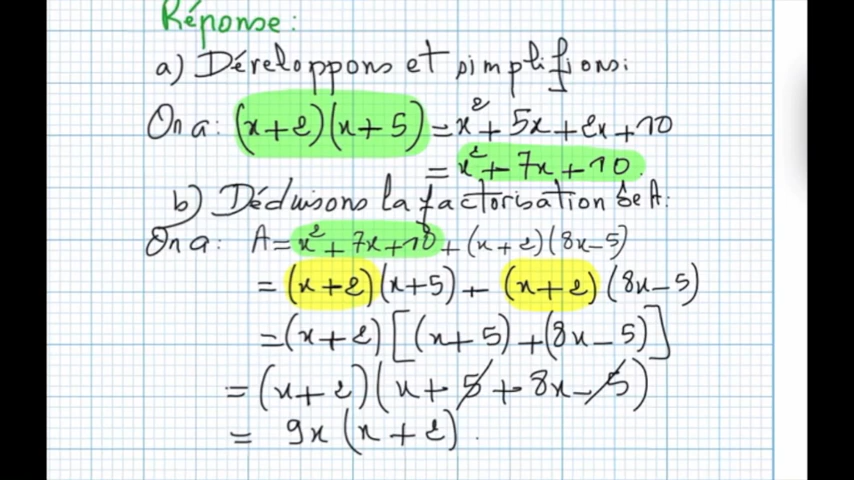 Réponse:
a) Développons et simplifions:
On a: (x+2)(x+5) = x² + 5x + 2x + 10
= x² + 7x + 10
b) Déduisons la factorisation de A:
On a: A = x² + 7x + 10 + (x+2)(8x-5)
= (x+2)(x+5) + (x+2)(8x-5)
= (x+2)[(x+5) + (8x-5)]
= (x+2)(x+5+8x-5)
= 9x(x+2).